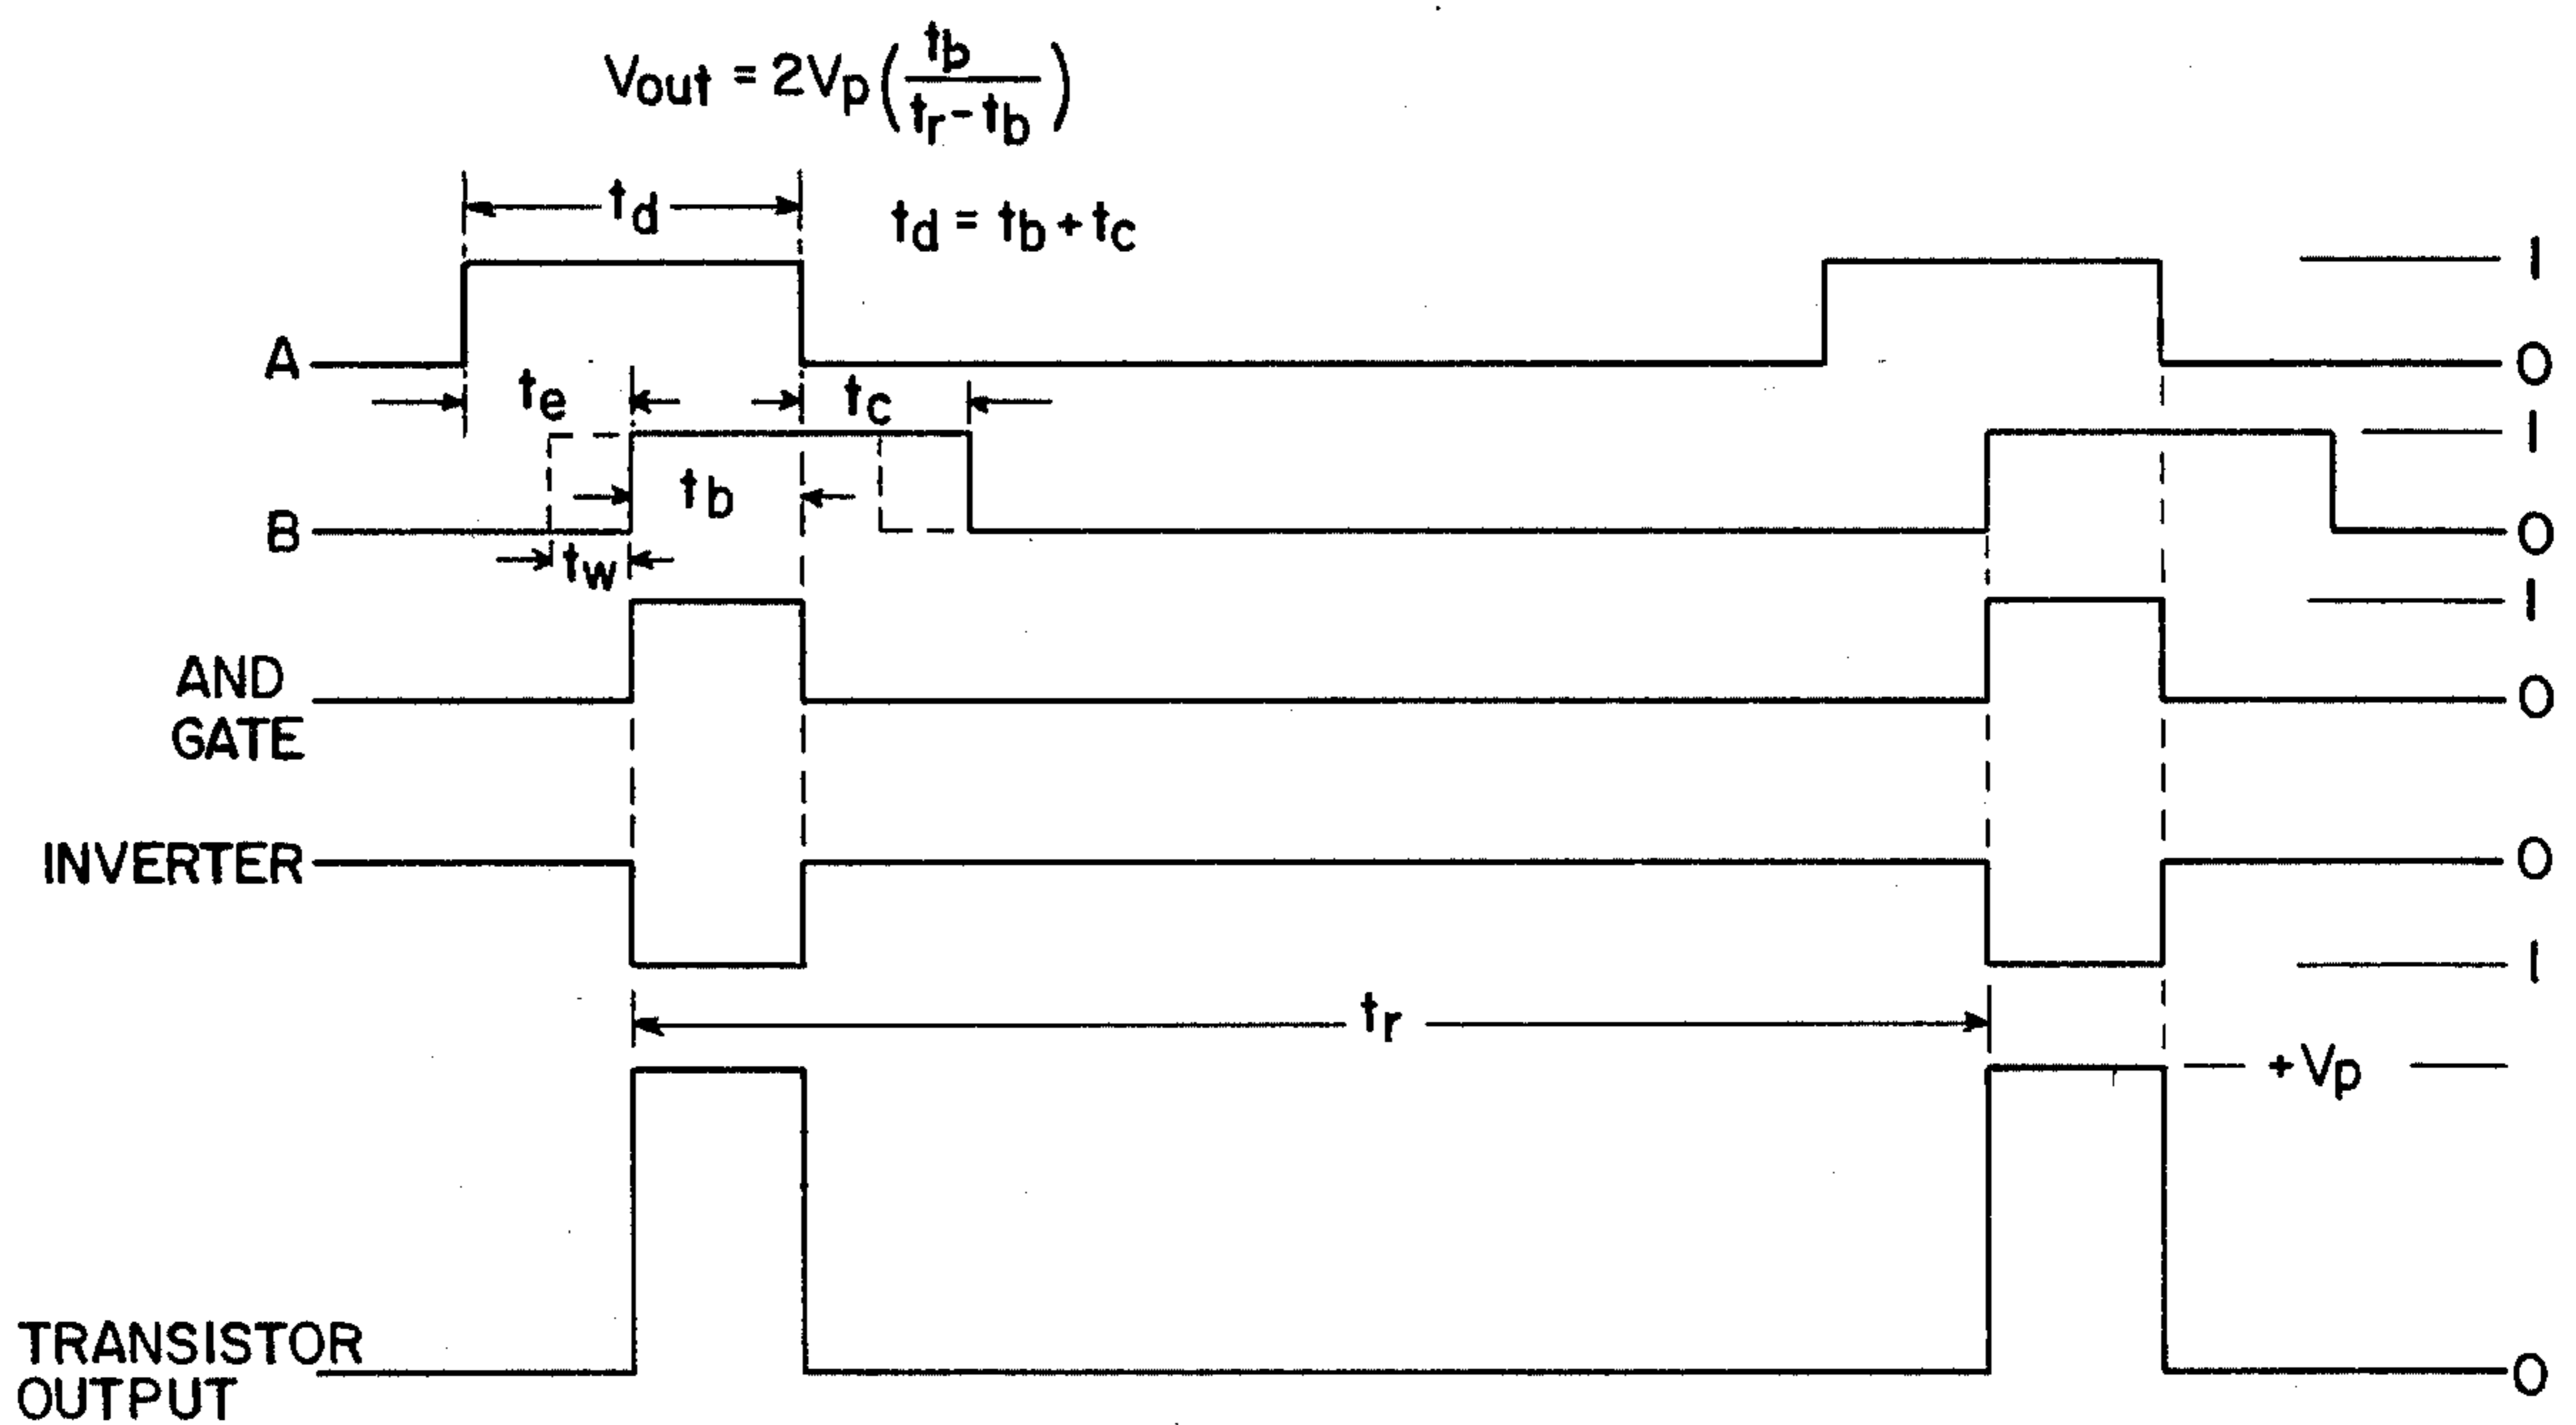 Vout = 2Vp(tb/(tr-tb))
td
td = tb + tc
1
A
0
te
tc
1
tb
B
0
tw
1
AND
GATE
0
INVERTER
0
1
tr
+Vp
TRANSISTOR
OUTPUT
0